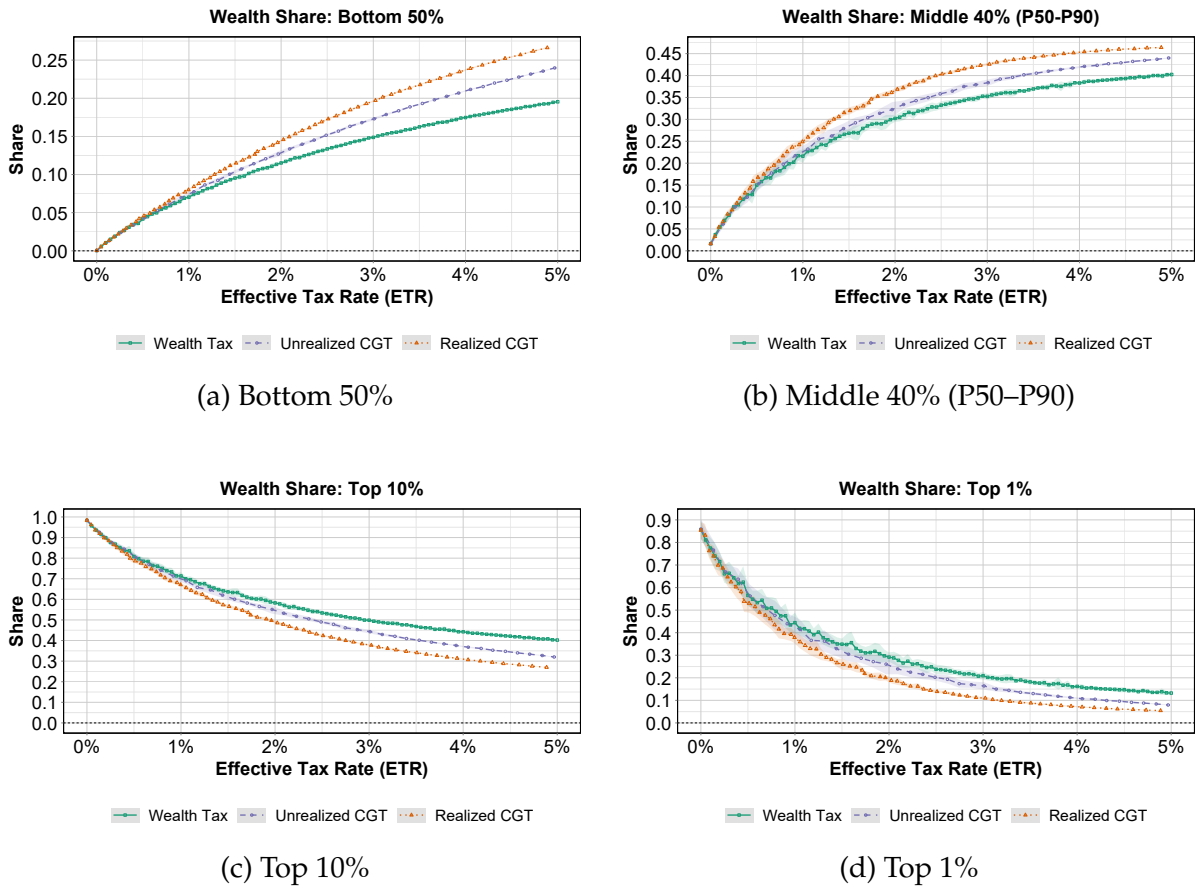 Wealth Share: Bottom 50%
0.25
0.20
0.15
0.10
0.05
0.00
Share
0% 1% 2% 3% 4% 5%
Effective Tax Rate (ETR)
Wealth Tax Unrealized CGT Realized CGT
(a) Bottom 50%
Wealth Share: Middle 40% (P50-P90)
0.45
0.40
0.35
0.30
0.25
0.20
0.15
0.10
0.05
0.00
Share
0% 1% 2% 3% 4% 5%
Effective Tax Rate (ETR)
Wealth Tax Unrealized CGT Realized CGT
(b) Middle 40% (P50–P90)
Wealth Share: Top 10%
1.0
0.9
0.8
0.7
0.6
0.5
0.4
0.3
0.2
0.1
0.0
Share
0% 1% 2% 3% 4% 5%
Effective Tax Rate (ETR)
Wealth Tax Unrealized CGT Realized CGT
(c) Top 10%
Wealth Share: Top 1%
0.9
0.8
0.7
0.6
0.5
0.4
0.3
0.2
0.1
0.0
Share
0% 1% 2% 3% 4% 5%
Effective Tax Rate (ETR)
Wealth Tax Unrealized CGT Realized CGT
(d) Top 1%